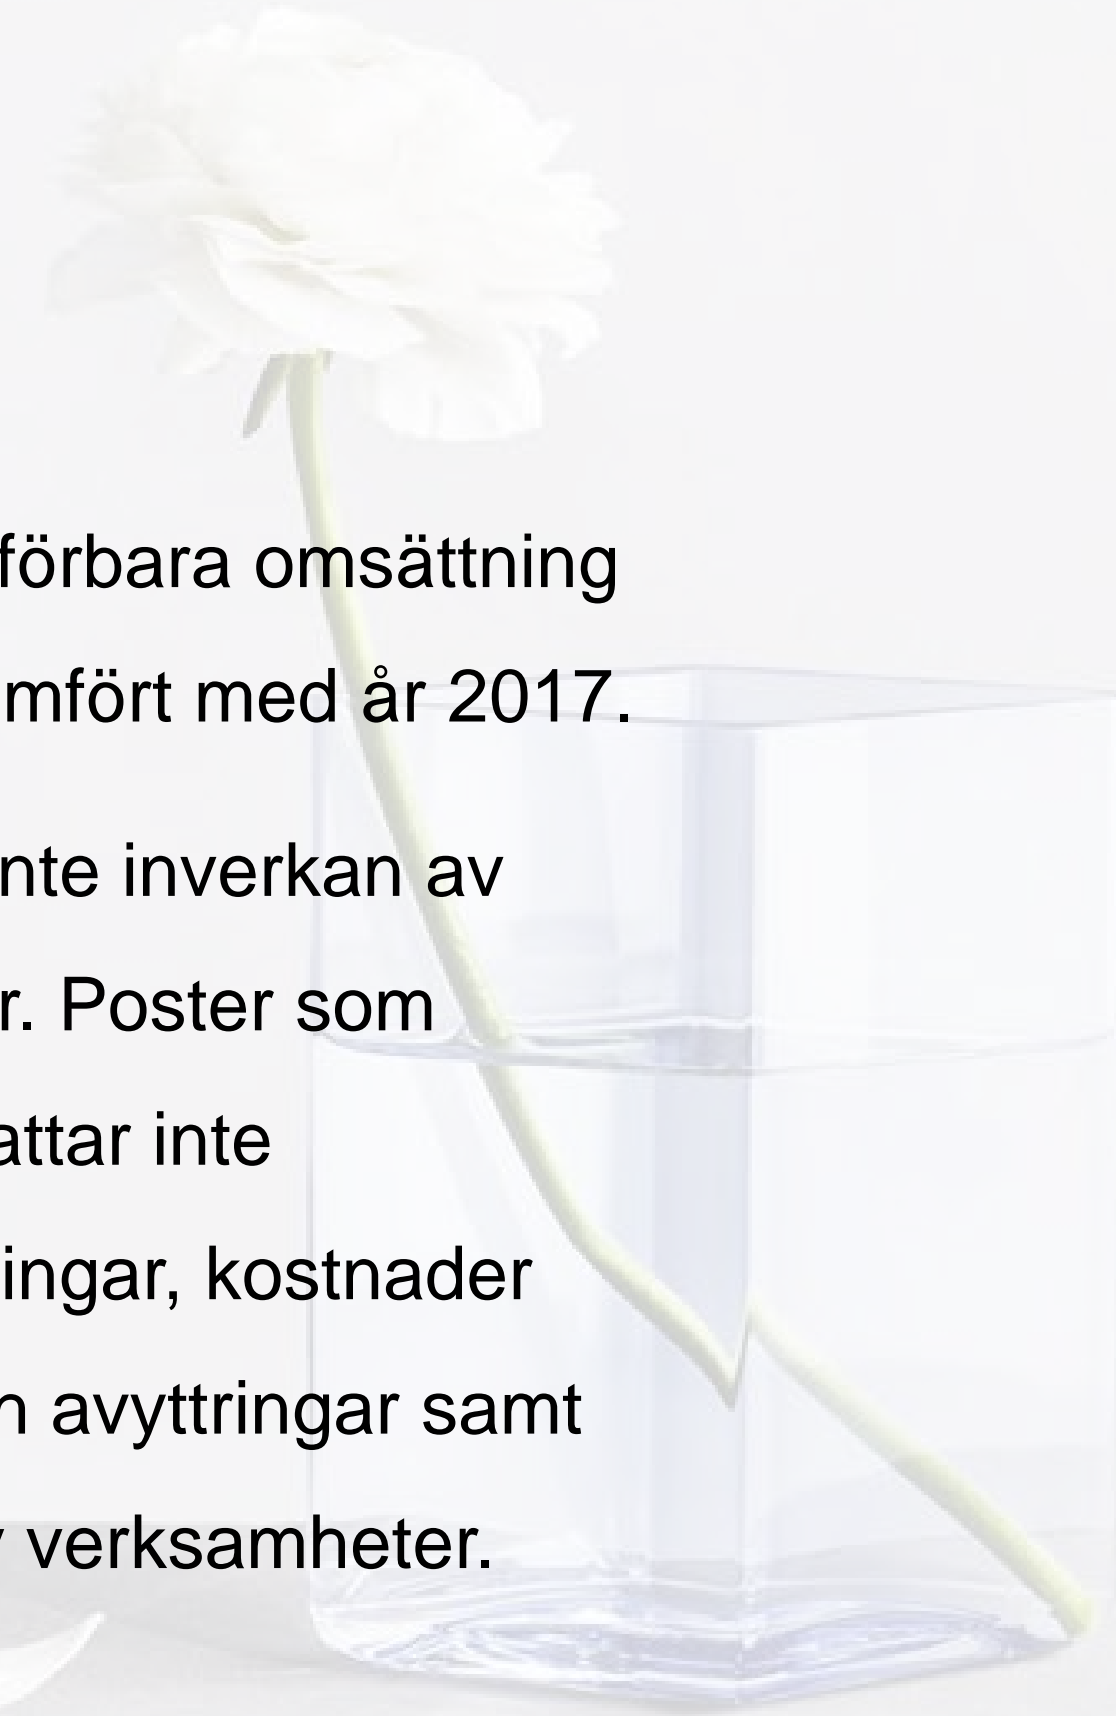 förbara omsättning
mfört med år 2017.
nte inverkan av
r. Poster som
attar inte
ingar, kostnader
n avyttringar samt
verksamheter.